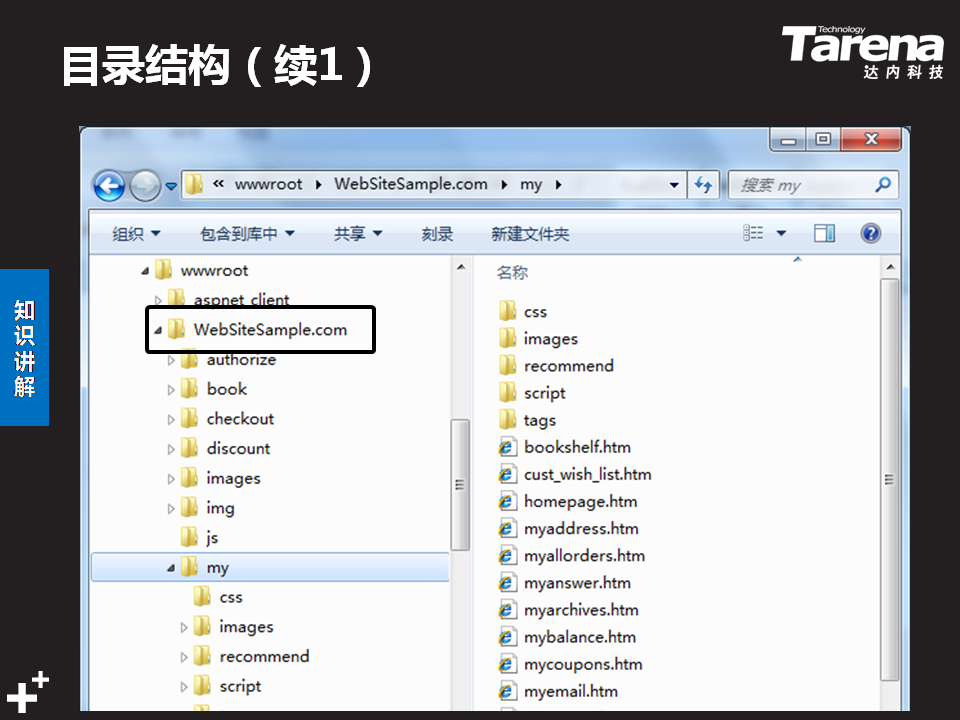 目录结构（续1）
Technology
Tarena
达内科技
« wwwroot WebSiteSample.com my
搜索 my
组织 包含到库中 共享 刻录 新建文件夹
wwwroot
aspnet_client
WebSiteSample.com
authorize
book
checkout
discount
images
img
js
my
css
images
recommend
script
名称
css
images
recommend
script
tags
bookshelf.htm
cust_wish_list.htm
homepage.htm
myaddress.htm
myallorders.htm
myanswer.htm
myarchives.htm
mybalance.htm
mycoupons.htm
myemail.htm
知识讲解